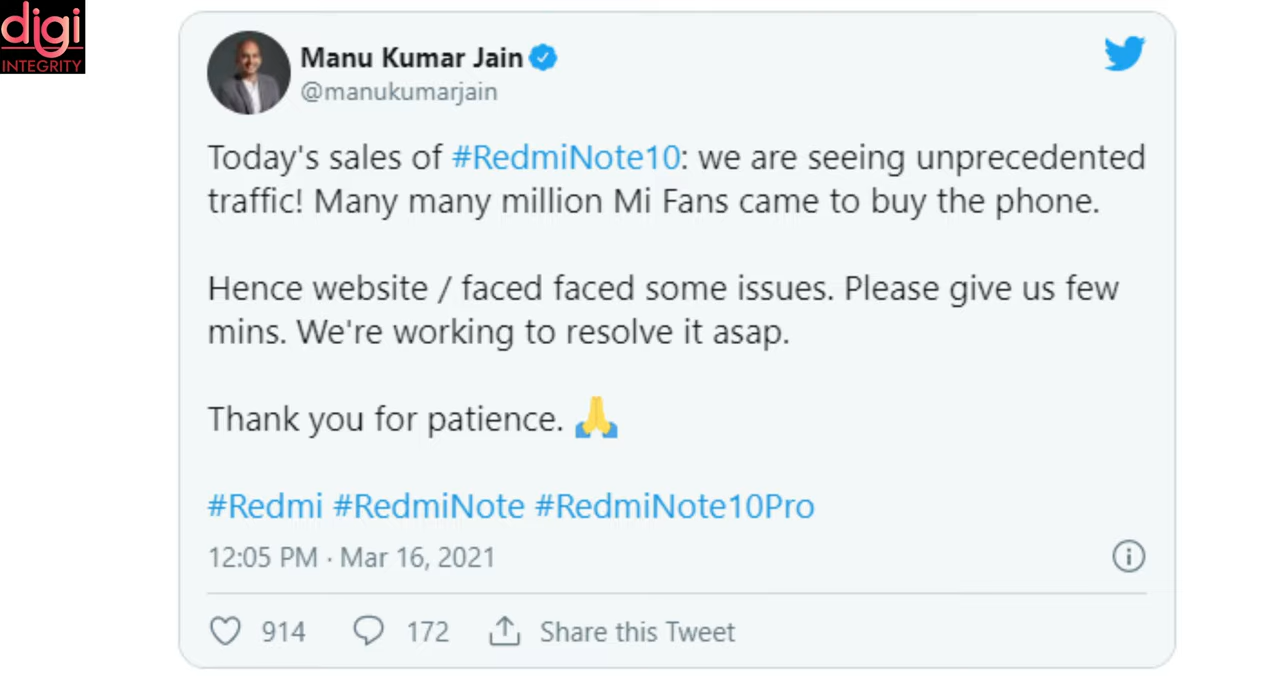 digi
INTEGRITY
Manu Kumar Jain
@manukumarjain
Today's sales of #RedmiNote10: we are seeing unprecedented
traffic! Many many million Mi Fans came to buy the phone.
Hence website / faced faced some issues. Please give us few
mins. We're working to resolve it asap.
Thank you for patience. 🙏
#Redmi #RedmiNote #RedmiNote10Pro
12:05 PM · Mar 16, 2021
914 172 Share this Tweet